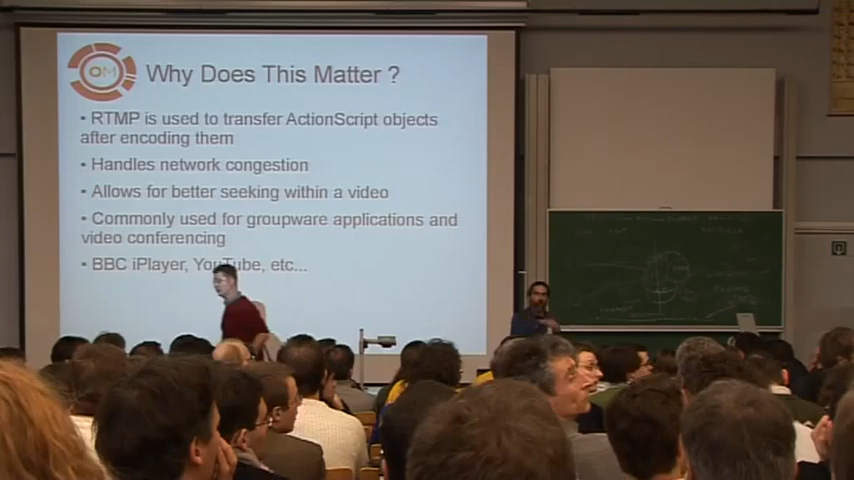 OM
Why Does This Matter ?
• RTMP is used to transfer ActionScript objects
after encoding them
• Handles network congestion
• Allows for better seeking within a video
• Commonly used for groupware applications and
video conferencing
• BBC iPlayer, YouTube, etc...